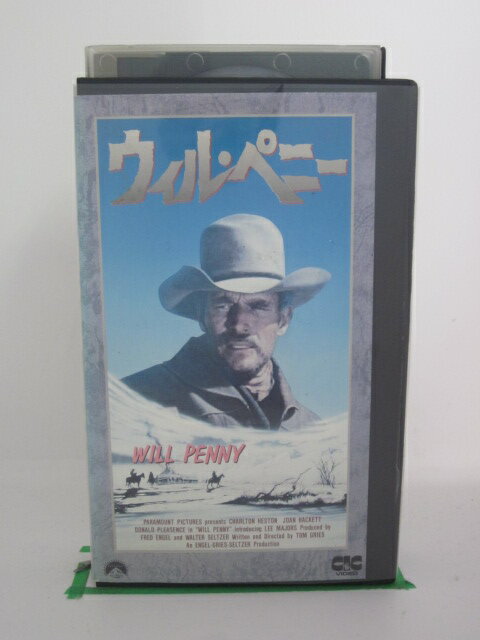 ウィル・ペニー
WILL PENNY
PARAMOUNT PICTURES presents CHARLTON HESTON JOAN HACKETT
DONALD PLEASENCE in "WILL PENNY" introducing LEE MAJORS Produced by
FRED ENGEL and WALTER SELTZER Written and Directed by TOM GRIES
An ENGEL-GRIES-SELTZER Production
CIC
VIDEO